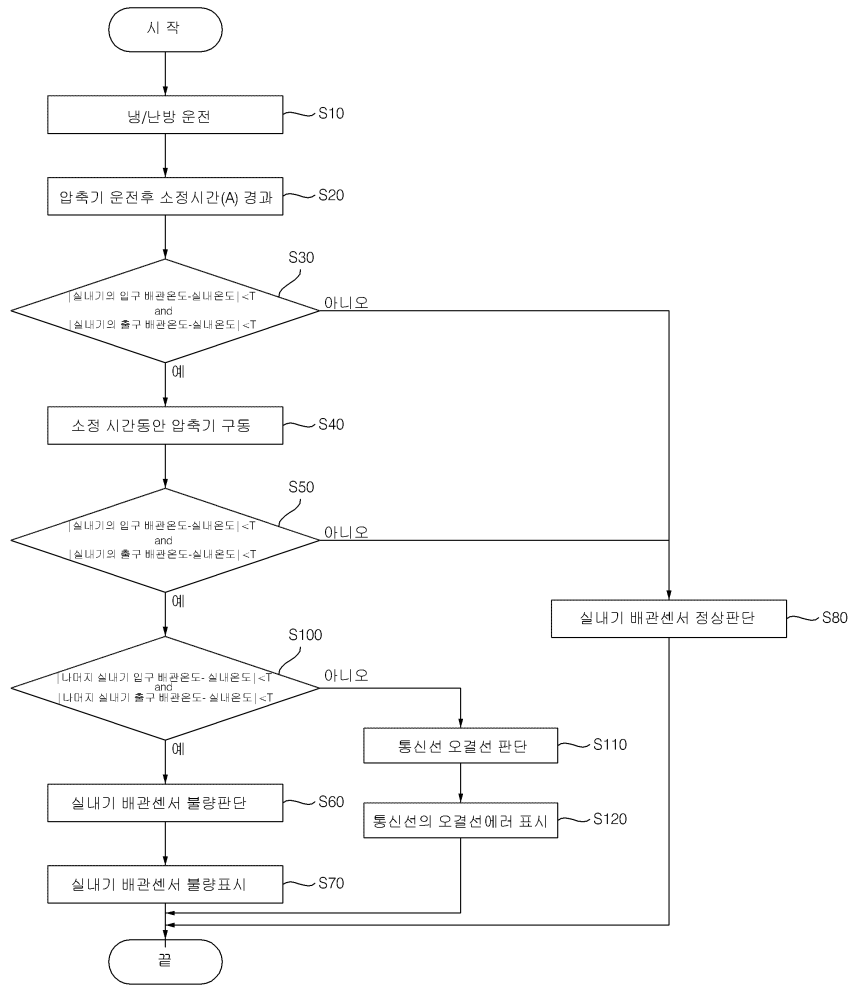 시 작
냉/난방 운전
S10
압축기 운전후 소정시간(A) 경과
S20
S30
|실내기의 입구 배관온도-실내온도|<T
and
|실내기의 출구 배관온도-실내온도|<T
아니오
예
소정 시간동안 압축기 구동
S40
S50
|실내기의 입구 배관온도-실내온도|<T
and
|실내기의 출구 배관온도-실내온도|<T
아니오
예
실내기 배관센서 정상판단
S80
S100
|나머지 실내기 입구 배관온도- 실내온도|<T
and
|나머지 실내기 출구 배관온도- 실내온도|<T
아니오
예
통신선 오결선 판단
S110
실내기 배관센서 불량판단
S60
통신선의 오결선에러 표시
S120
실내기 배관센서 불량표시
S70
끝